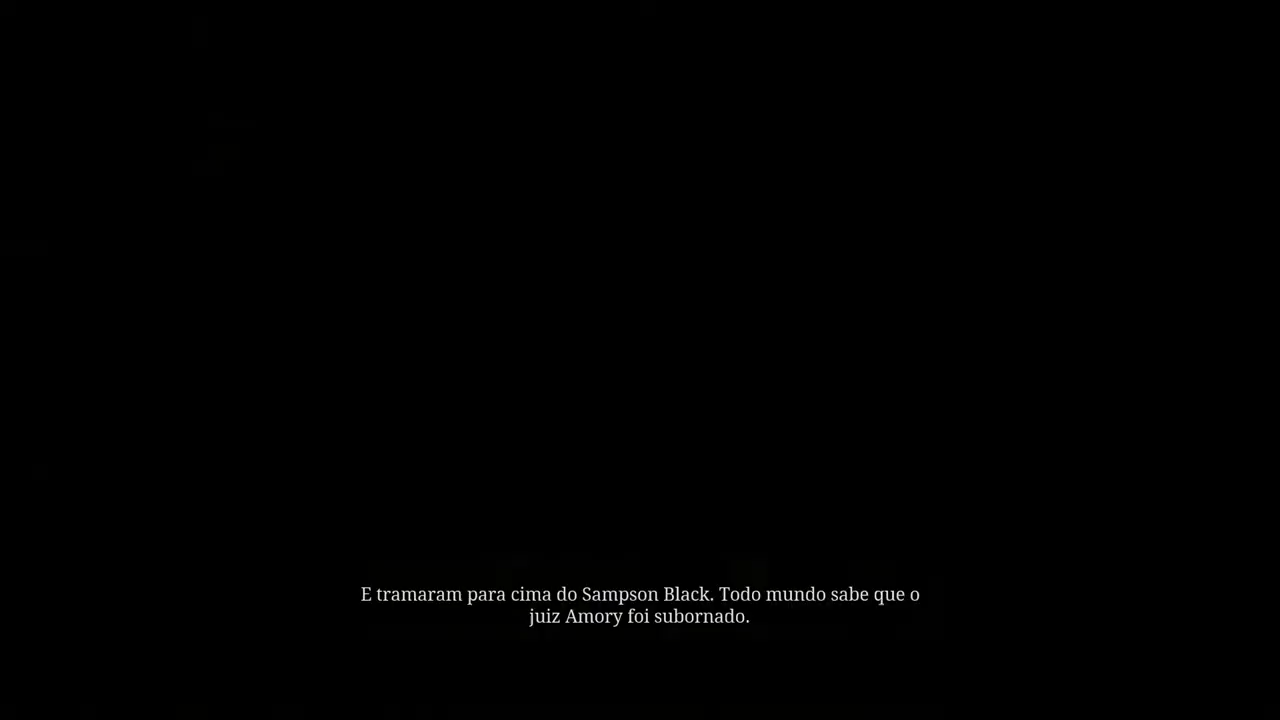 E tramaram para cima do Sampson Black. Todo mundo sabe que o
juiz Amory foi subornado.